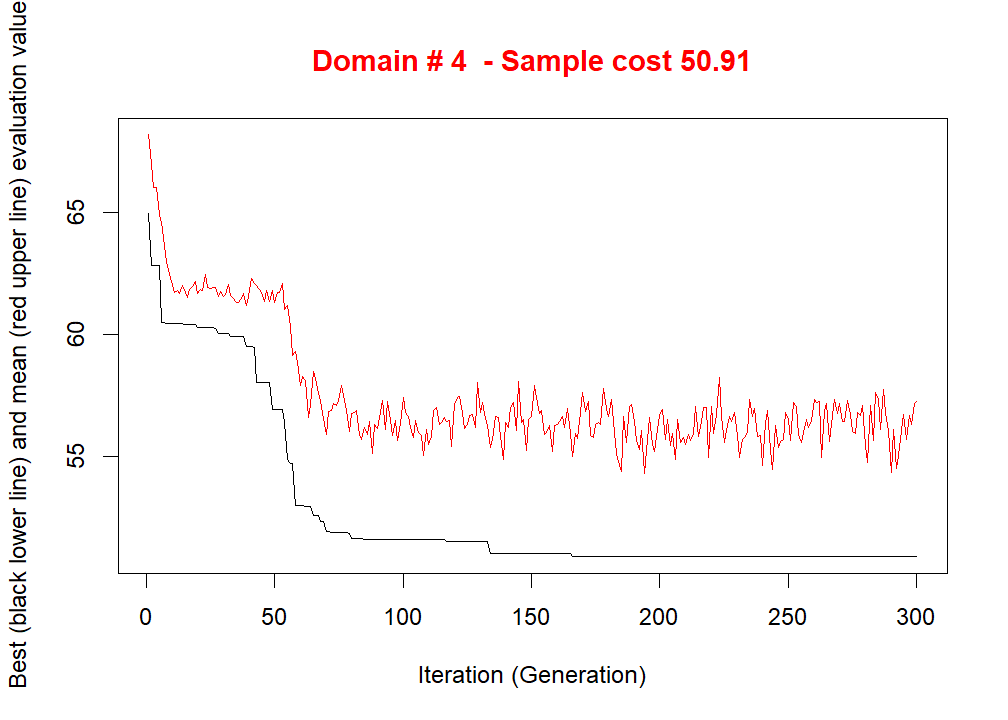 Domain # 4  - Sample cost 50.91
Best (black lower line) and mean (red upper line) evaluation value
65
60
55
0 50 100 150 200 250 300
Iteration (Generation)